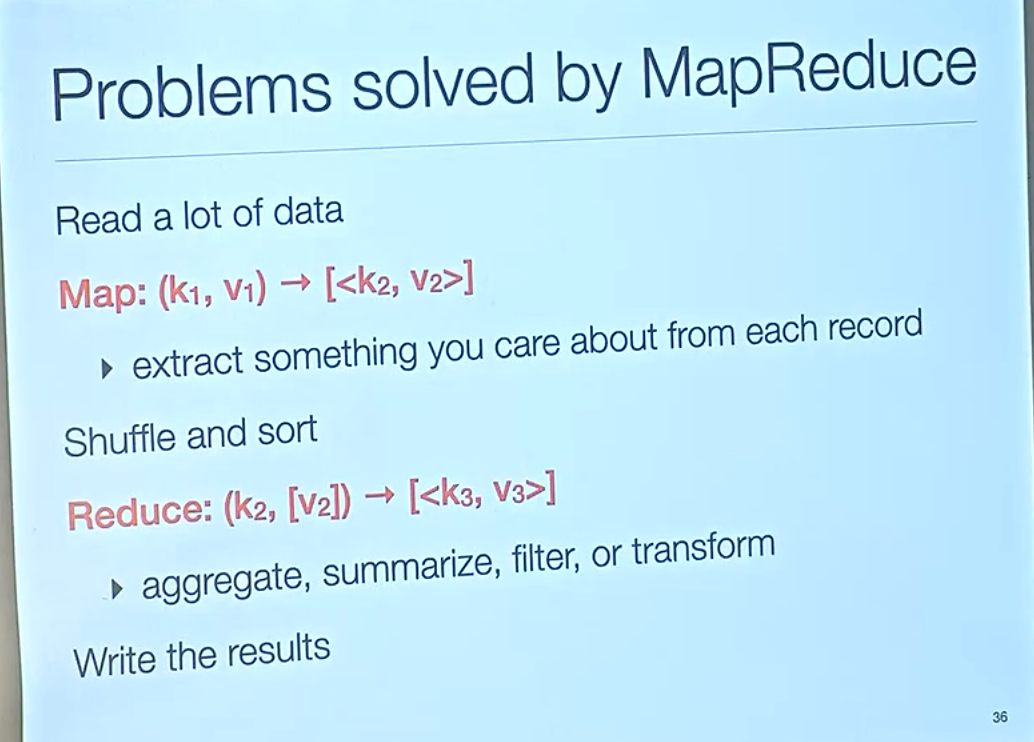 Problems solved by MapReduce
Read a lot of data
Map: (k₁, v₁) → [<k₂, v₂>]
‣ extract something you care about from each record
Shuffle and sort
Reduce: (k₂, [v₂]) → [<k₃, v₃>]
‣ aggregate, summarize, filter, or transform
Write the results
36